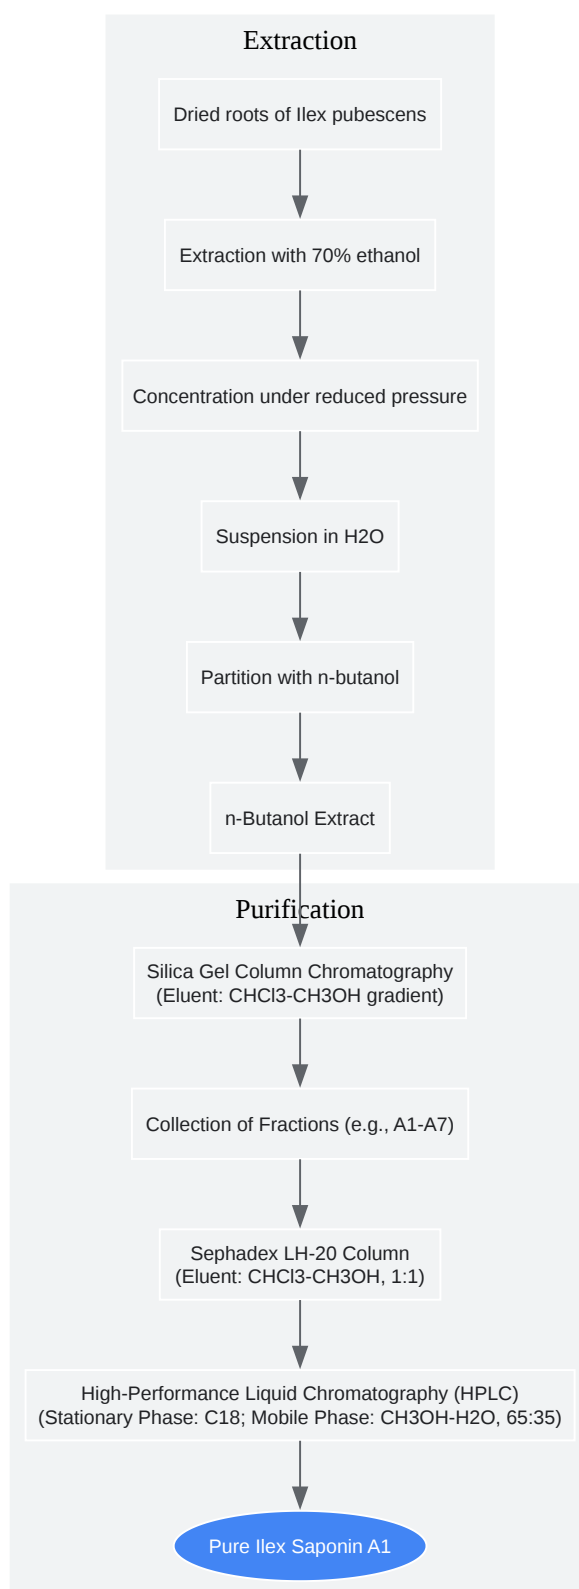 Extraction
Dried roots of Ilex pubescens
Extraction with 70% ethanol
Concentration under reduced pressure
Suspension in H2O
Partition with n-butanol
n-Butanol Extract
Purification
Silica Gel Column Chromatography
(Eluent: CHCl3-CH3OH gradient)
Collection of Fractions (e.g., A1-A7)
Sephadex LH-20 Column
(Eluent: CHCl3-CH3OH, 1:1)
High-Performance Liquid Chromatography (HPLC)
(Stationary Phase: C18; Mobile Phase: CH3OH-H2O, 65:35)
Pure Ilex Saponin A1